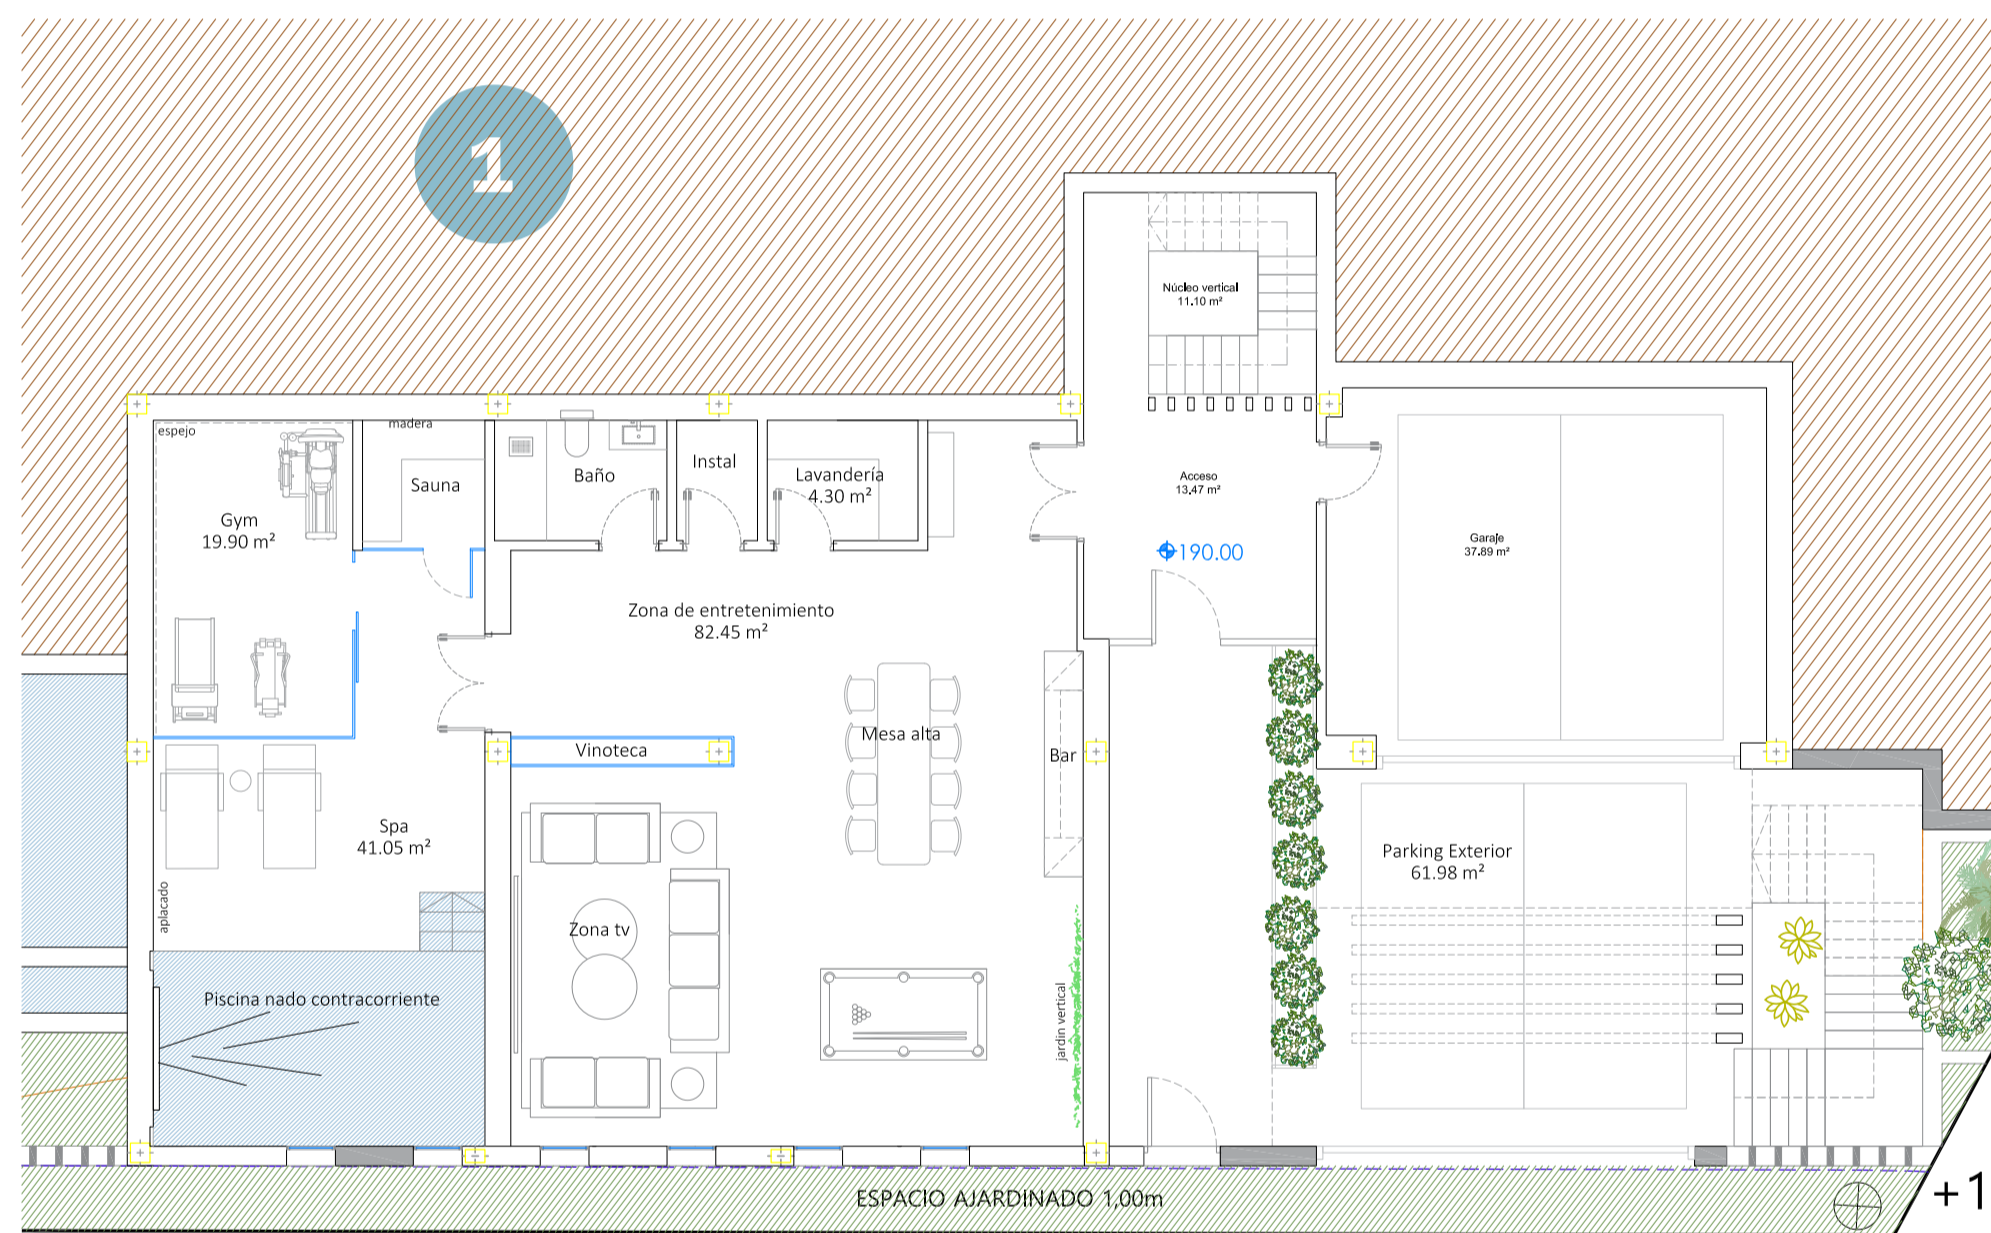 1
Núcleo vertical
11.10 m²
espejo
madera
Sauna
Baño
Instal
Lavandería
4.30 m²
Acceso
13,47 m²
Gym
19.90 m²
190.00
Garaje
37.89 m²
Zona de entretenimiento
82.45 m²
Mesa alta
Vinoteca
Bar
Spa
41.05 m²
Parking Exterior
61.98 m²
aplacado
Zona tv
Piscina nado contracorriente
jardin vertical
ESPACIO AJARDINADO 1,00m
+1